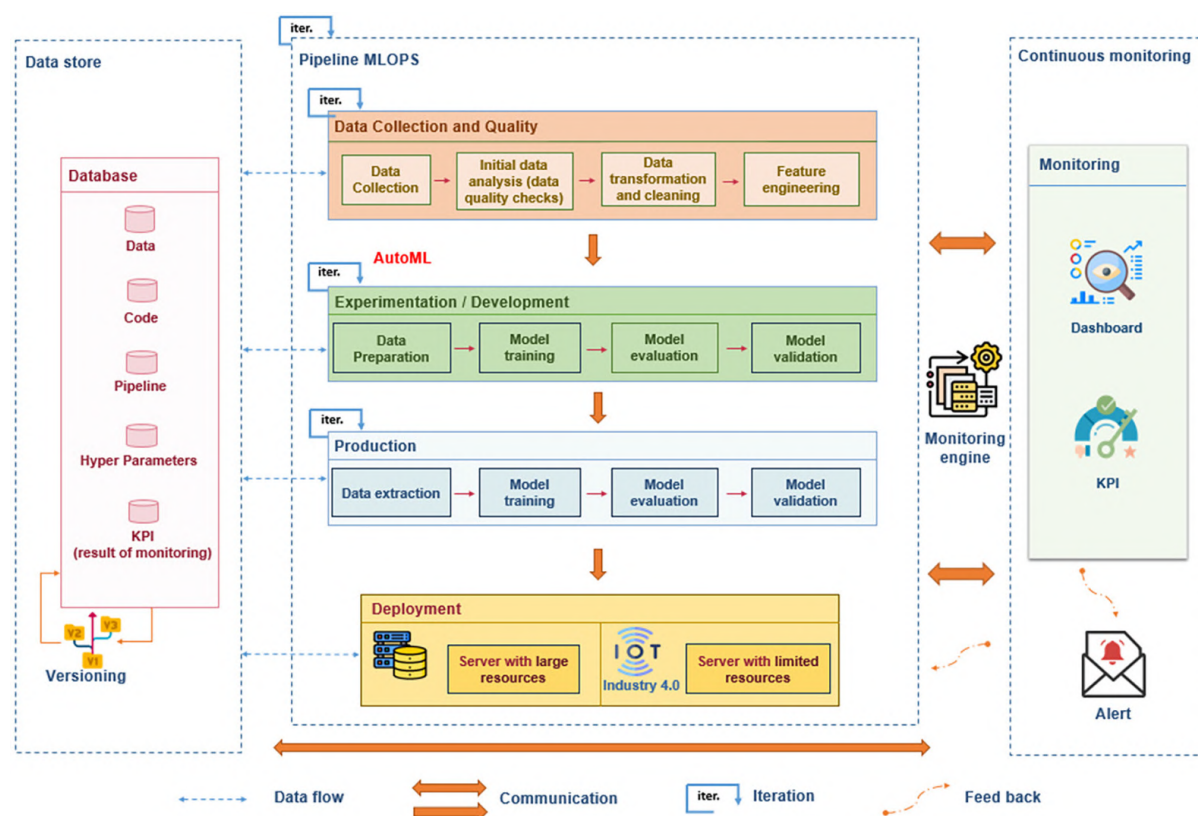 iter.
Data store
Pipeline MLOPS
Continuous monitoring
iter.
Data Collection and Quality
Data
Collection
Initial data
analysis (data
quality checks)
Data
transformation
and cleaning
Feature
engineering
Database
Data
Code
Pipeline
Hyper Parameters
KPI
(result of monitoring)
V2
V3
V1
Versioning
AutoML
iter.
Experimentation / Development
Data
Preparation
Model
training
Model
evaluation
Model
validation
iter.
Production
Data extraction
Model
training
Model
evaluation
Model
validation
Deployment
Server with large
resources
IOT
Industry 4.0
Server with limited
resources
Monitoring
engine
Monitoring
Dashboard
KPI
Alert
Data flow
Communication
iter.
Iteration
Feed back